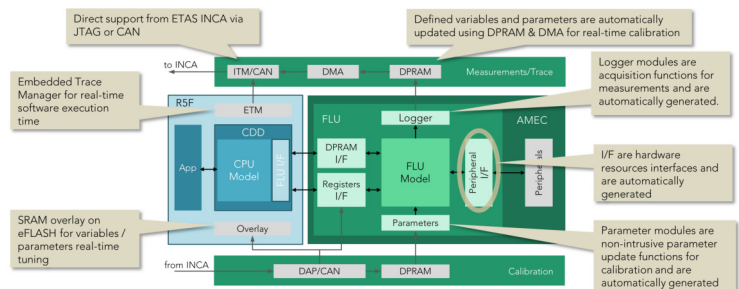 Direct support from ETAS INCA via
JTAG or CAN
Defined variables and parameters are automatically
updated using DPRAM & DMA for real-time calibration
to INCA
ITM/CAN
DMA
DPRAM
Measurements/Trace
Logger modules are
acquisition functions for
measurements and are
automatically generated.
Embedded Trace
Manager for real-time
software execution
time
R5F
ETM
FLU
Logger
AMEC
CDD
App
CPU
Model
FLU I/F
DPRAM
I/F
Registers
I/F
FLU
Model
Peripheral
I/F
Peripherals
I/F are hardware
resources interfaces and
are automatically
generated
SRAM overlay on
eFLASH for variables /
parameters real-time
tuning
Overlay
Parameters
Parameter modules are
non-intrusive parameter
update functions for
calibration and are
automatically generated
from INCA
DAP/CAN
DPRAM
Calibration